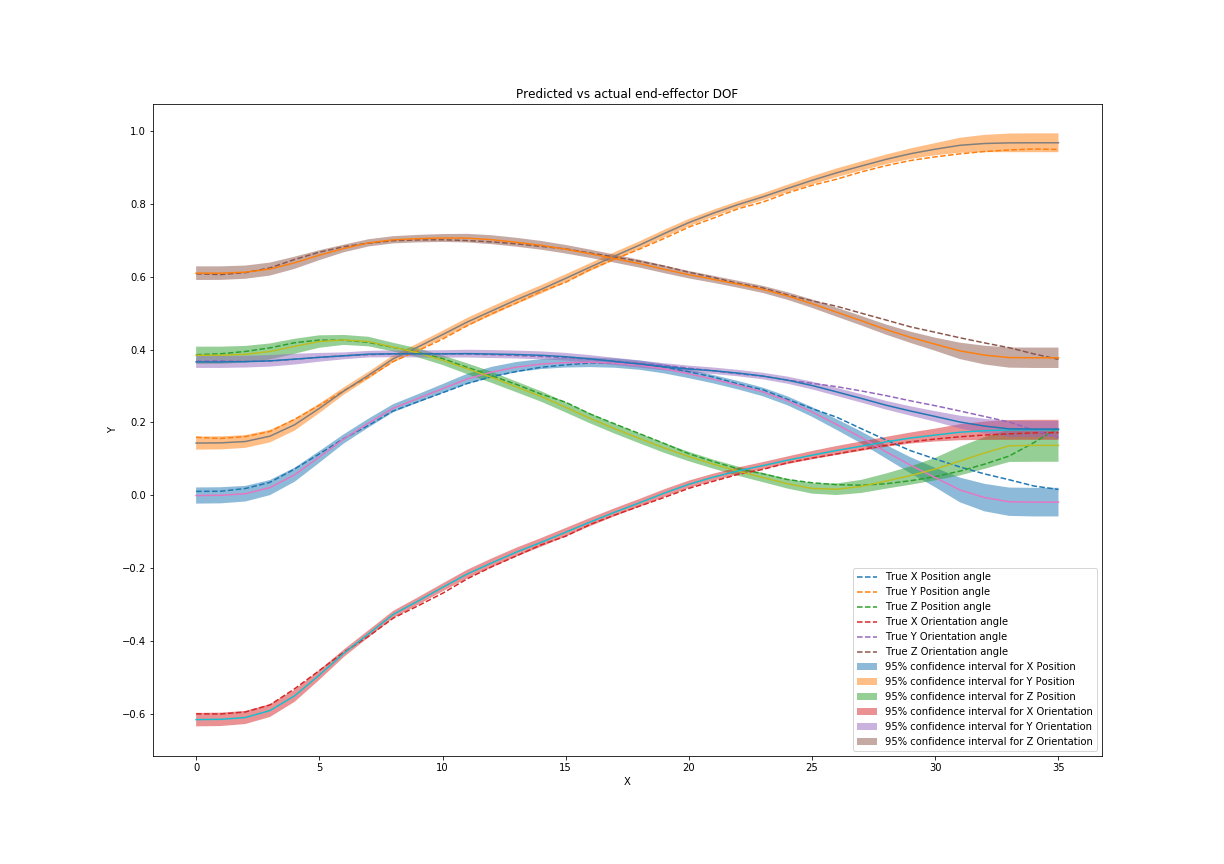 Predicted vs actual end-effector DOF
1.0
0.8
0.6
0.4
0.2
0.0
−0.2
−0.4
−0.6
Y
0 5 10 15 20 25 30 35
X
True X Position angle
True Y Position angle
True Z Position angle
True X Orientation angle
True Y Orientation angle
True Z Orientation angle
95% confidence interval for X Position
95% confidence interval for Y Position
95% confidence interval for Z Position
95% confidence interval for X Orientation
95% confidence interval for Y Orientation
95% confidence interval for Z Orientation